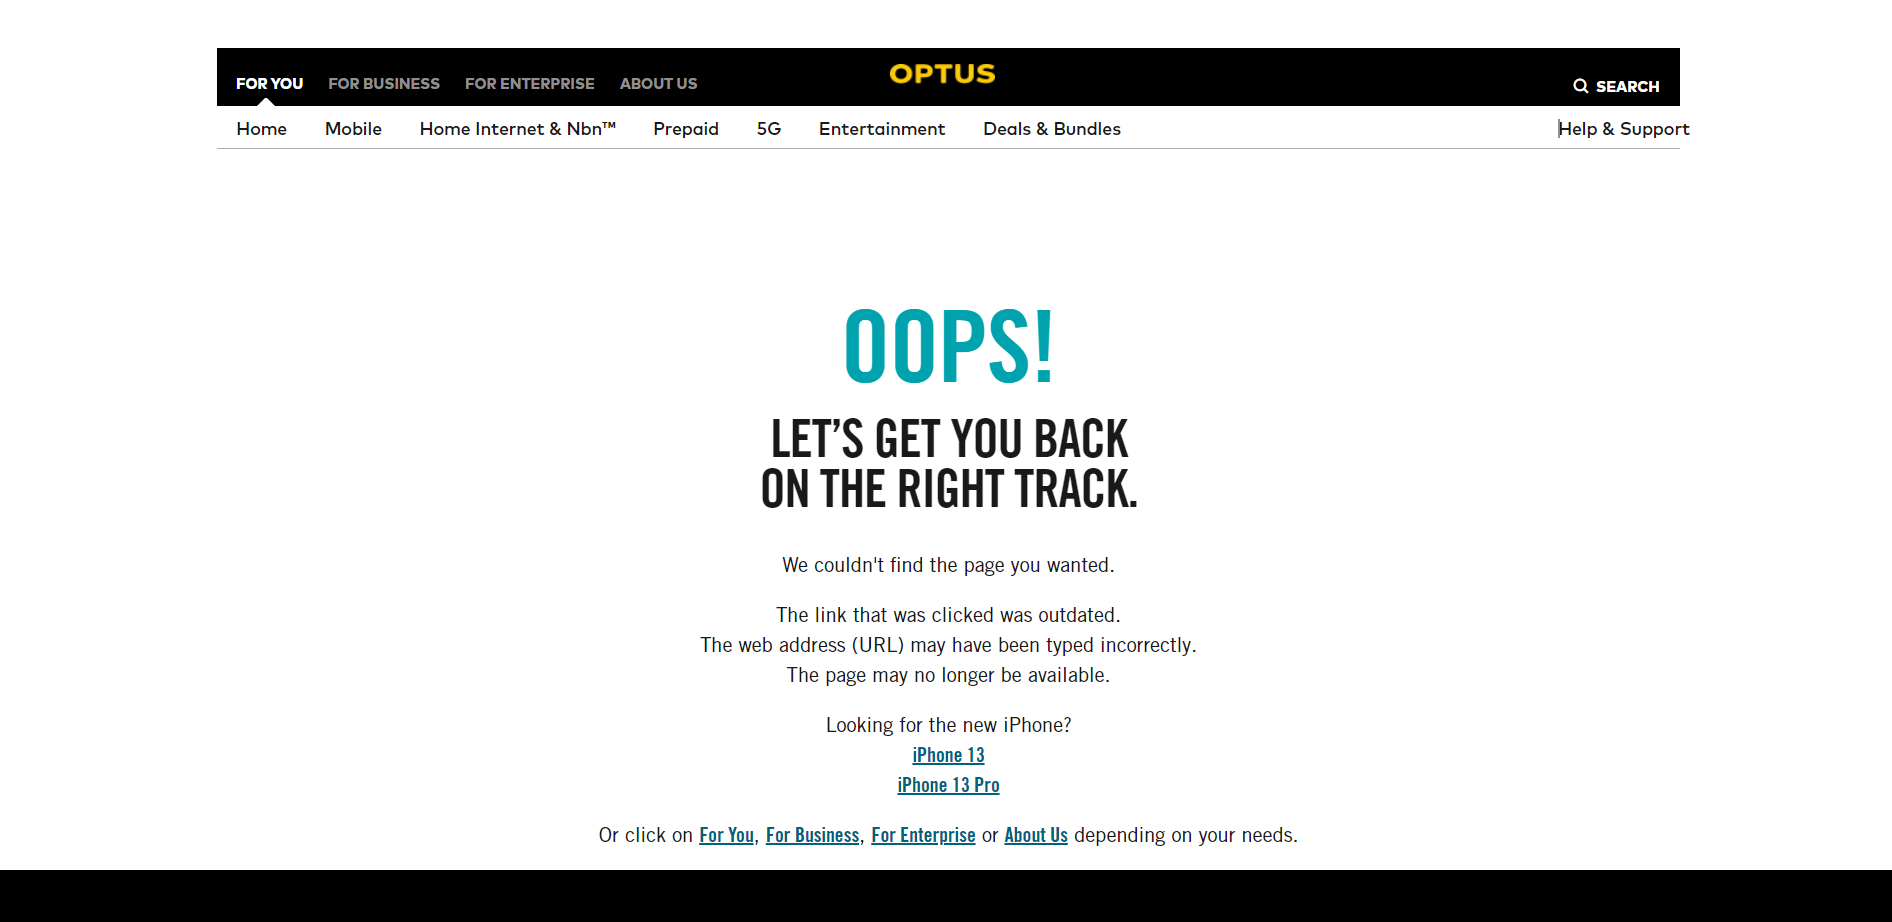 FOR YOU FOR BUSINESS FOR ENTERPRISE ABOUT US OPTUS SEARCH
Home Mobile Home Internet & Nbn™ Prepaid 5G Entertainment Deals & Bundles Help & Support
OOPS!
LET’S GET YOU BACK
ON THE RIGHT TRACK.
We couldn't find the page you wanted.
The link that was clicked was outdated.
The web address (URL) may have been typed incorrectly.
The page may no longer be available.
Looking for the new iPhone?
iPhone 13
iPhone 13 Pro
Or click on For You, For Business, For Enterprise or About Us depending on your needs.